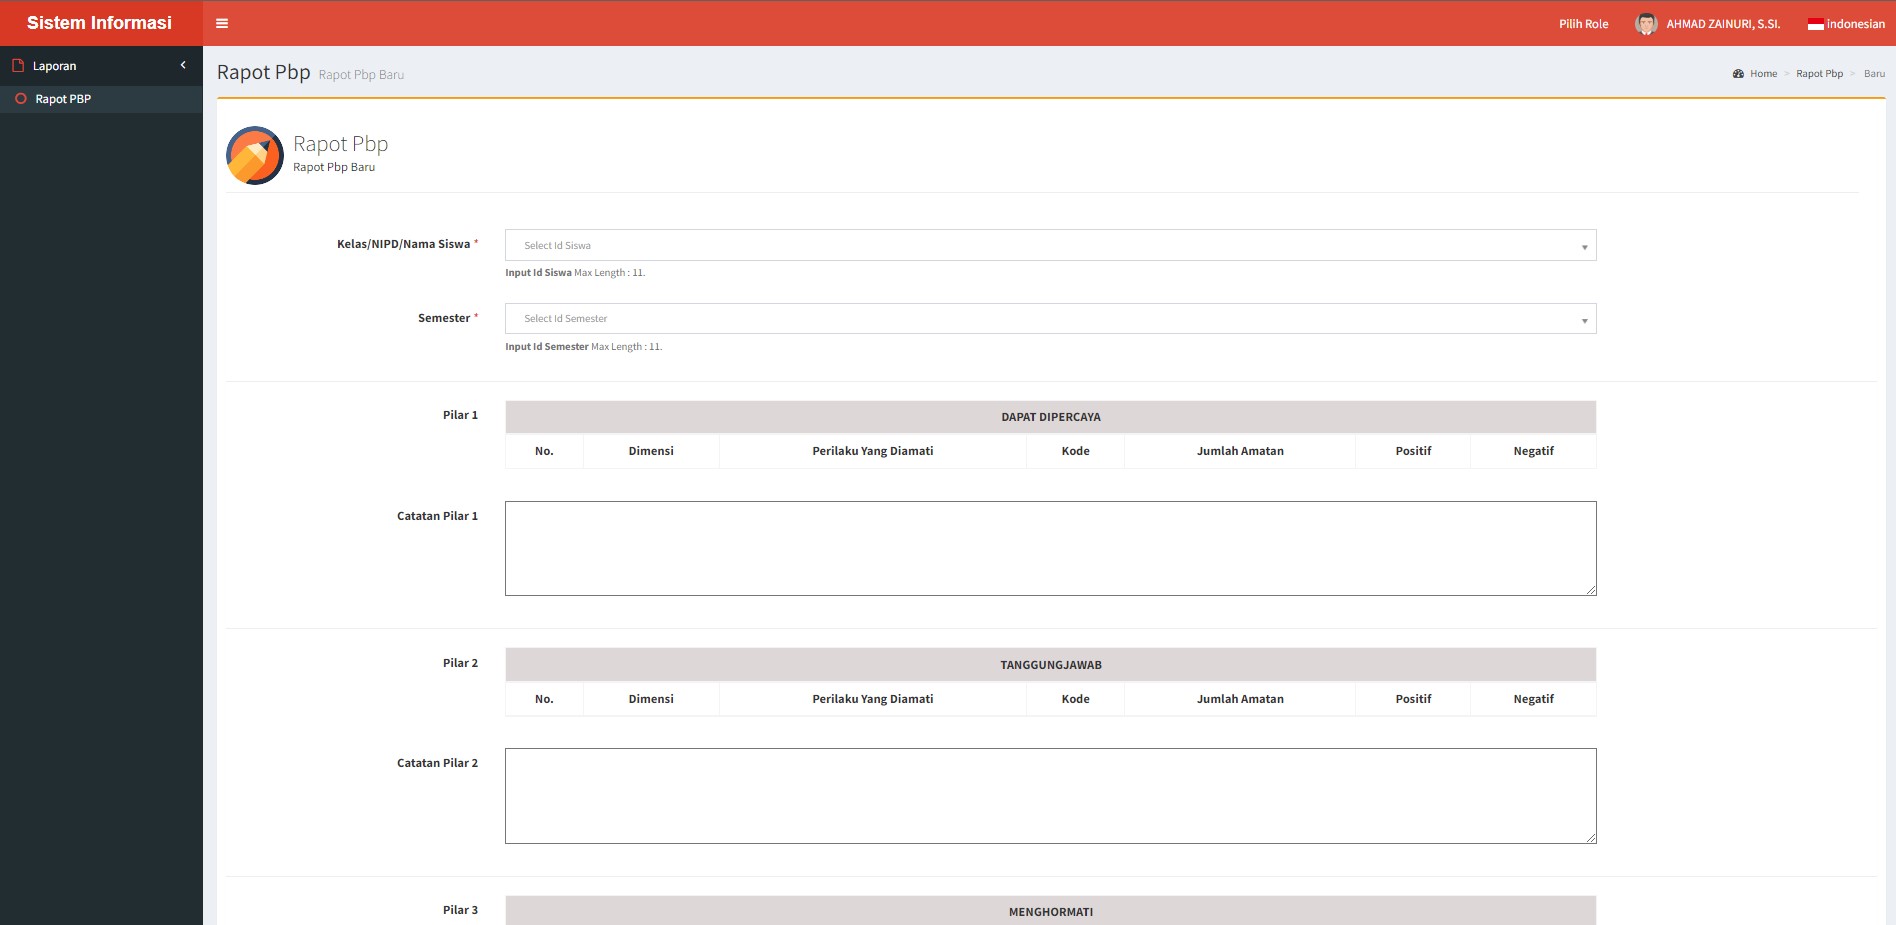 Sistem Informasi
Pilih Role
AHMAD ZAINURI, S.SI.
indonesian
Laporan
Rapot PBP
Rapot Pbp Rapot Pbp Baru
Home > Rapot Pbp > Baru
Rapot Pbp
Rapot Pbp Baru
Kelas/NIPD/Nama Siswa *
Select Id Siswa
Input Id Siswa Max Length : 11.
Semester *
Select Id Semester
Input Id Semester Max Length : 11.
Pilar 1
DAPAT DIPERCAYA
No. Dimensi Perilaku Yang Diamati Kode Jumlah Amatan Positif Negatif
Catatan Pilar 1
Pilar 2
TANGGUNGJAWAB
No. Dimensi Perilaku Yang Diamati Kode Jumlah Amatan Positif Negatif
Catatan Pilar 2
Pilar 3
MENGHORMATI